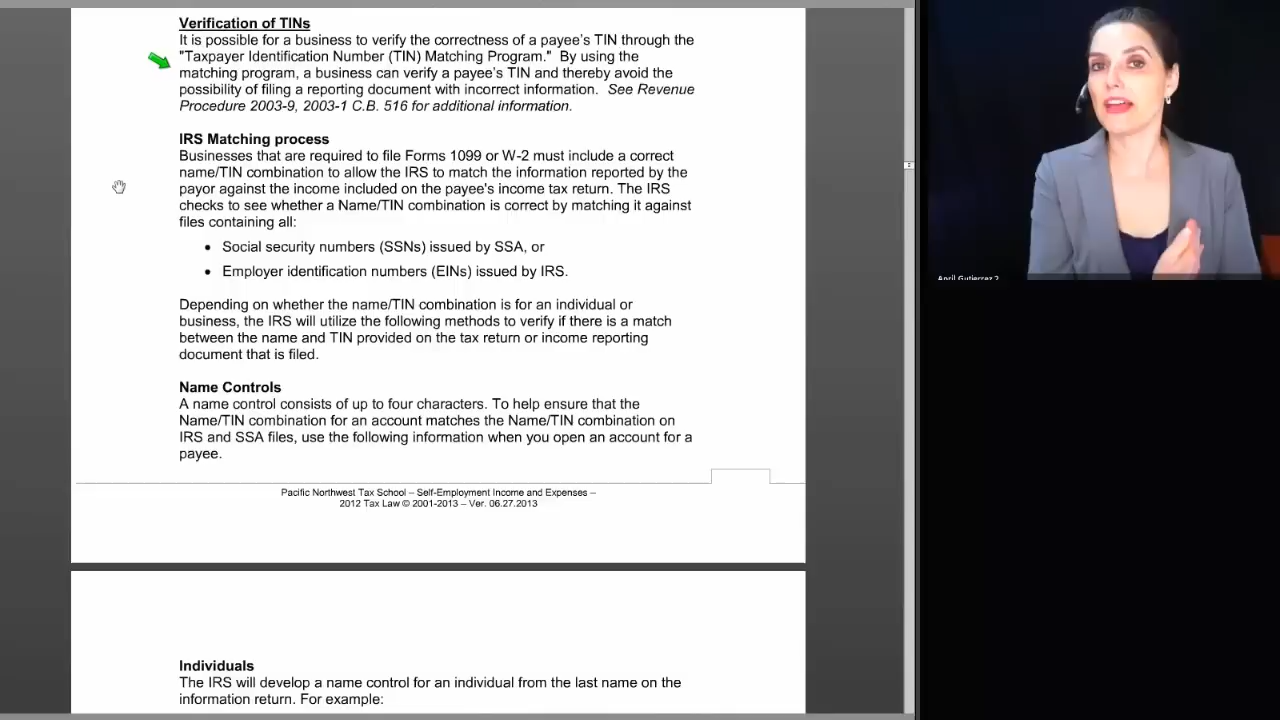 Verification of TINs
It is possible for a business to verify the correctness of a payee's TIN through the
"Taxpayer Identification Number (TIN) Matching Program."  By using the
matching program, a business can verify a payee's TIN and thereby avoid the
possibility of filing a reporting document with incorrect information.  See Revenue
Procedure 2003-9, 2003-1 C.B. 516 for additional information.
IRS Matching process
Businesses that are required to file Forms 1099 or W-2 must include a correct
name/TIN combination to allow the IRS to match the information reported by the
payor against the income included on the payee's income tax return. The IRS
checks to see whether a Name/TIN combination is correct by matching it against
files containing all:
• Social security numbers (SSNs) issued by SSA, or
• Employer identification numbers (EINs) issued by IRS.
Depending on whether the name/TIN combination is for an individual or
business, the IRS will utilize the following methods to verify if there is a match
between the name and TIN provided on the tax return or income reporting
document that is filed.
Name Controls
A name control consists of up to four characters. To help ensure that the
Name/TIN combination for an account matches the Name/TIN combination on
IRS and SSA files, use the following information when you open an account for a
payee.
Pacific Northwest Tax School – Self-Employment Income and Expenses –
2012 Tax Law © 2001-2013 – Ver. 06.27.2013
Individuals
The IRS will develop a name control for an individual from the last name on the
information return. For example:
April Gutierrez 2